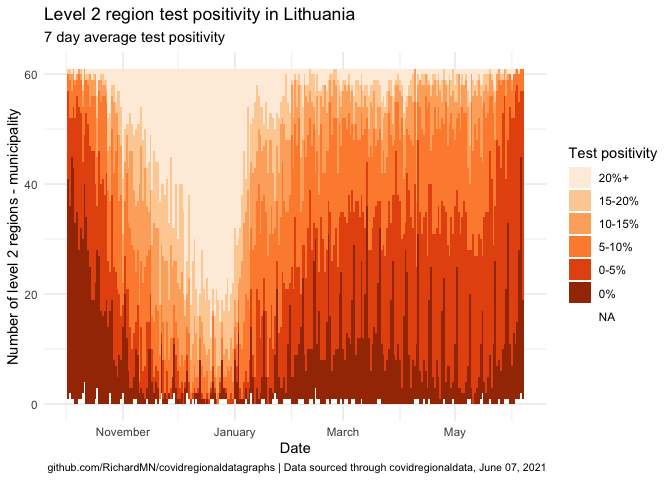 Level 2 region test positivity in Lithuania
7 day average test positivity
Number of level 2 regions - municipality
60
40
20
0
November
January
March
May
Date
Test positivity
20%+
15-20%
10-15%
5-10%
0-5%
0%
NA
github.com/RichardMN/covidregionaldatagraphs | Data sourced through covidregionaldata, June 07, 2021